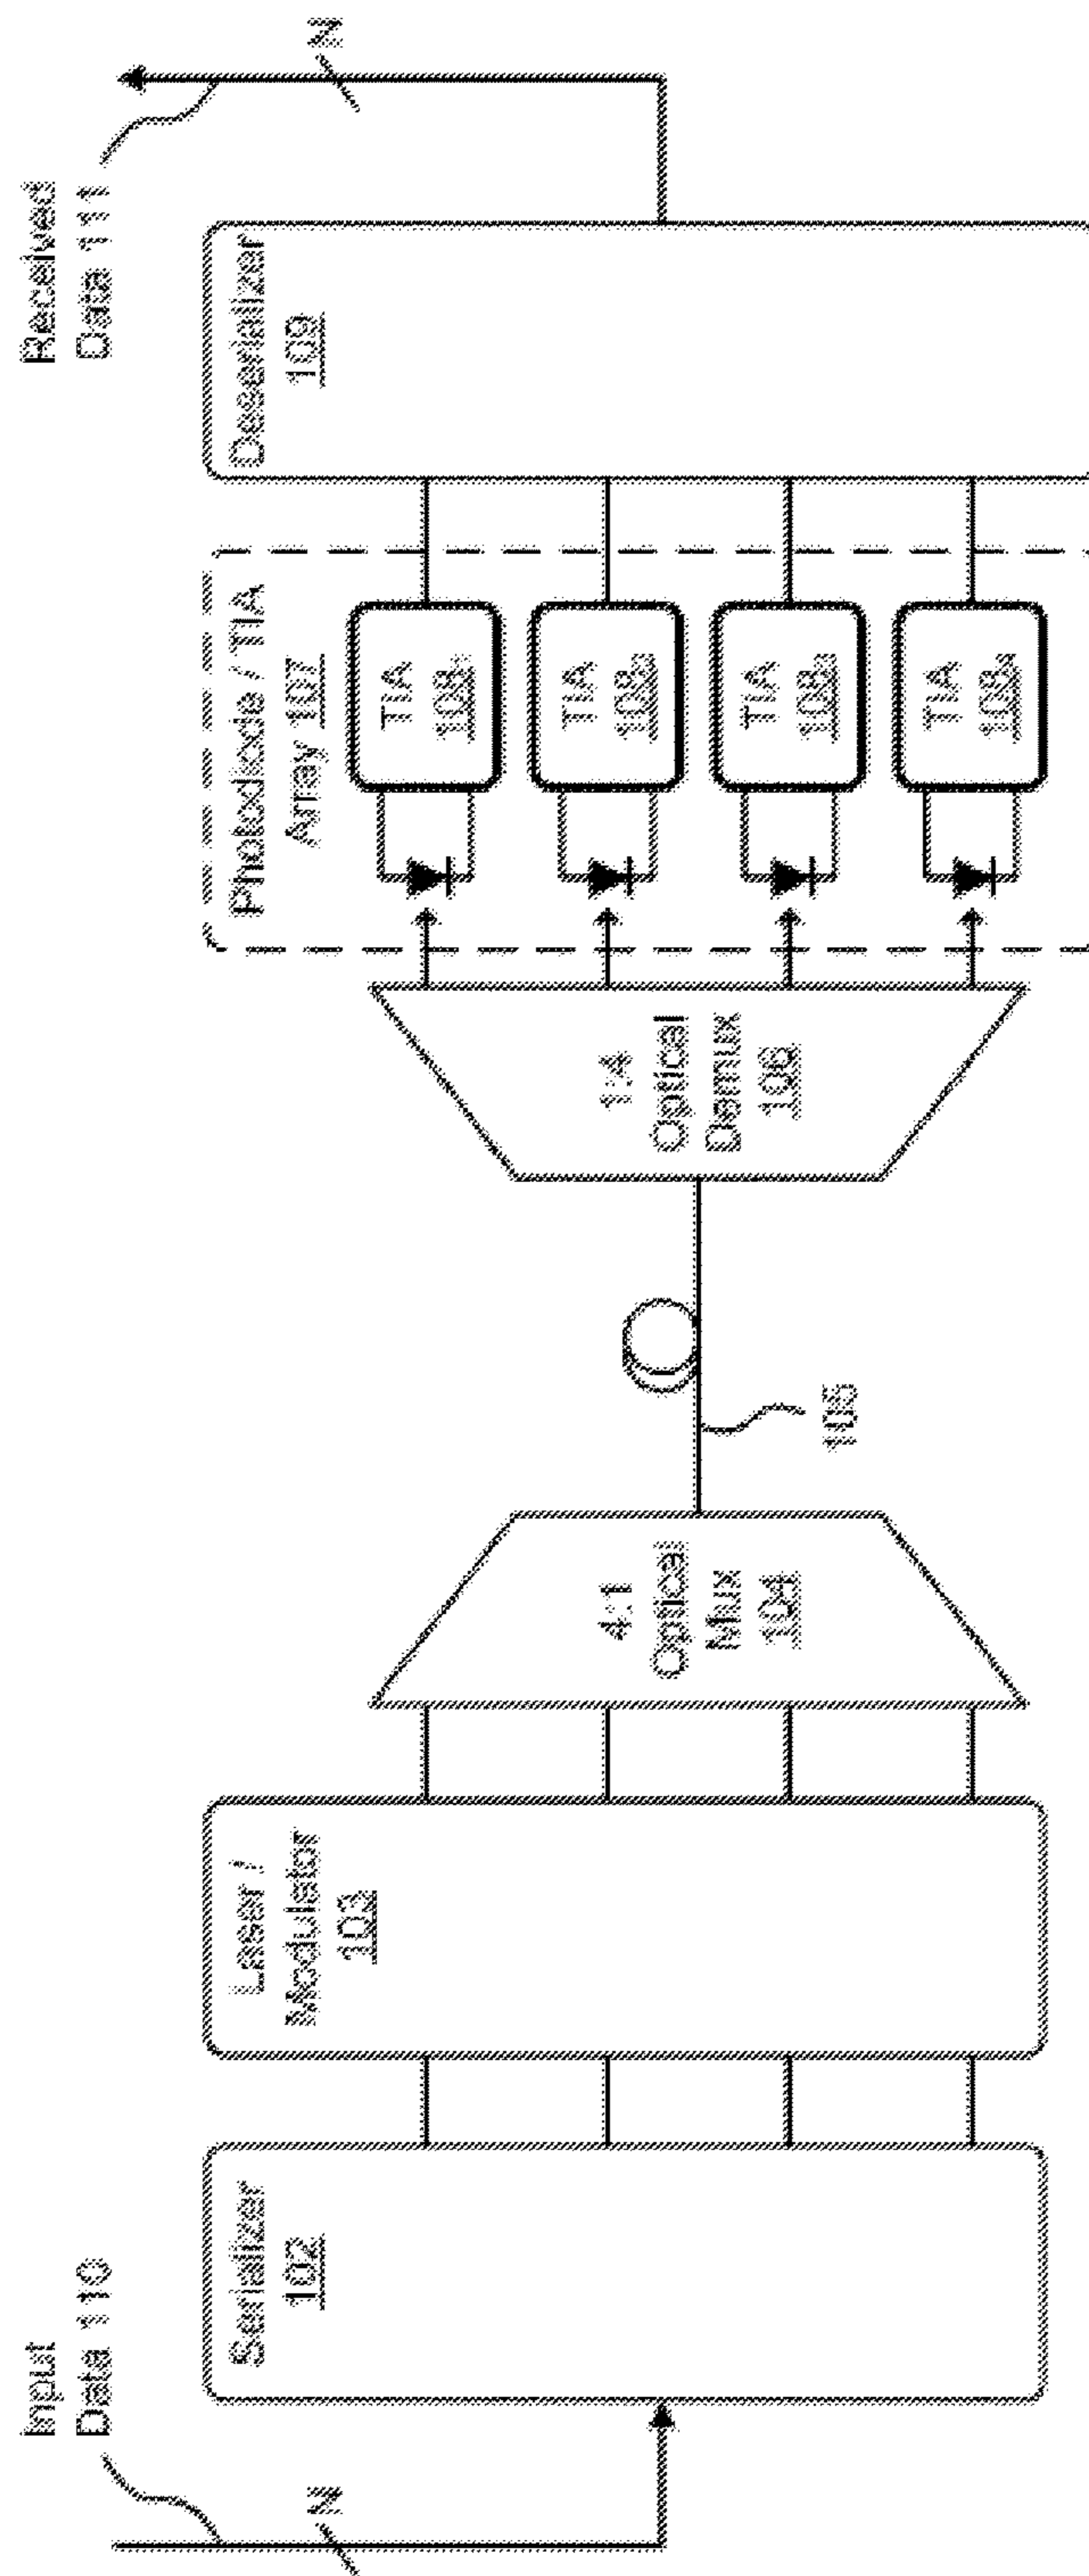 Input
Data 110
N
Serializer
102
Laser /
Modulator
103
4:1
Optical
Mux
104
105
1:4
Optical
Demux
106
Photodiode / TIA
Array 107
TIA
TIA
TIA
TIA
Deserializer
109
Received
Data 111
N